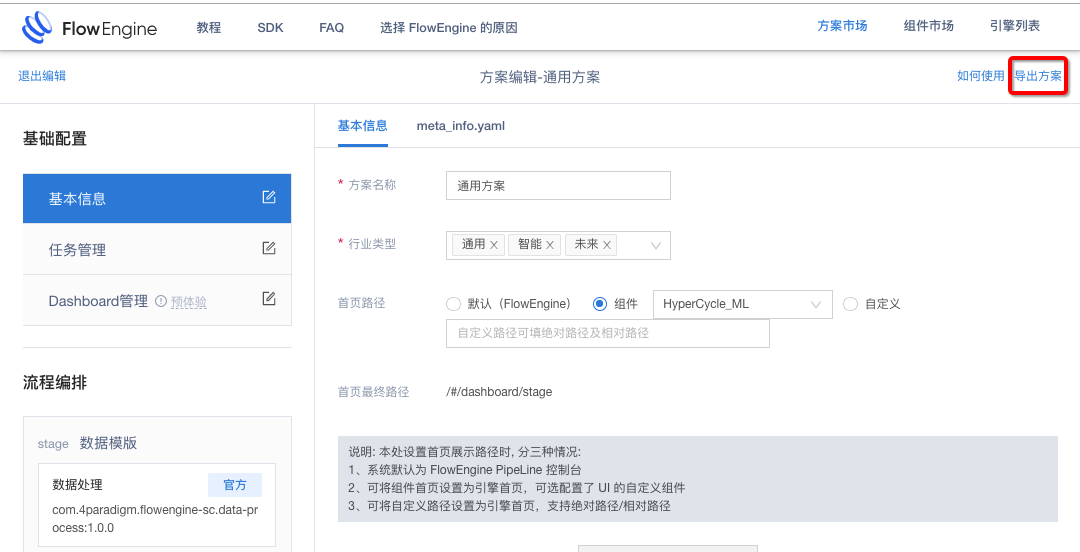 FlowEngine 教程 SDK FAQ 选择 FlowEngine 的原因 方案市场 组件市场 引擎列表
退出编辑 方案编辑-通用方案 如何使用 导出方案
基础配置
基本信息
任务管理
Dashboard管理 预体验
流程编排
stage 数据模版
数据处理 官方
com.4paradigm.flowengine-sc.data-pr
ocess:1.0.0
基本信息 meta_info.yaml
* 方案名称 通用方案
* 行业类型 通用 智能 未来
首页路径 默认（FlowEngine） 组件 HyperCycle_ML 自定义
自定义路径可填绝对路径及相对路径
首页最终路径 /#/dashboard/stage
说明: 本处设置首页展示路径时, 分三种情况:
1、系统默认为 FlowEngine PipeLine 控制台
2、可将组件首页设置为引擎首页，可选配置了 UI 的自定义组件
3、可将自定义路径设置为引擎首页，支持绝对路径/相对路径